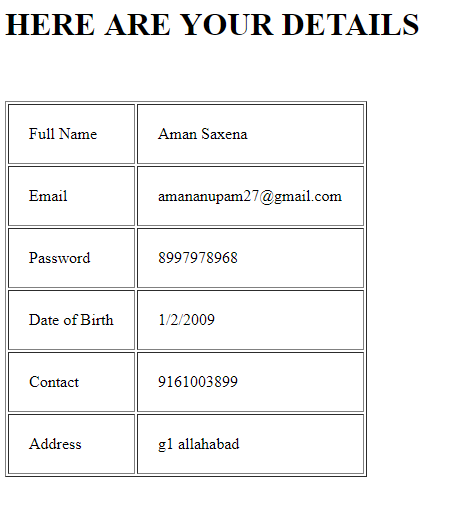 HERE ARE YOUR DETAILS
Full Name Aman Saxena
Email amananupam27@gmail.com
Password 8997978968
Date of Birth 1/2/2009
Contact 9161003899
Address g1 allahabad